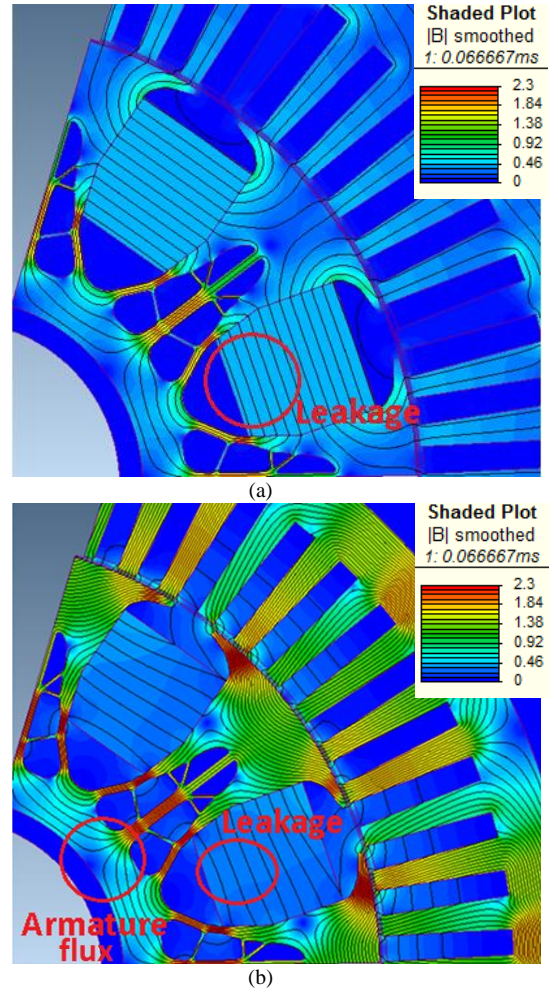 Shaded Plot
|B| smoothed
1: 0.066667ms
2.3
1.84
1.38
0.92
0.46
0
Leakage
(a)
Shaded Plot
|B| smoothed
1: 0.066667ms
2.3
1.84
1.38
0.92
0.46
0
Leakage
Armature
flux
(b)